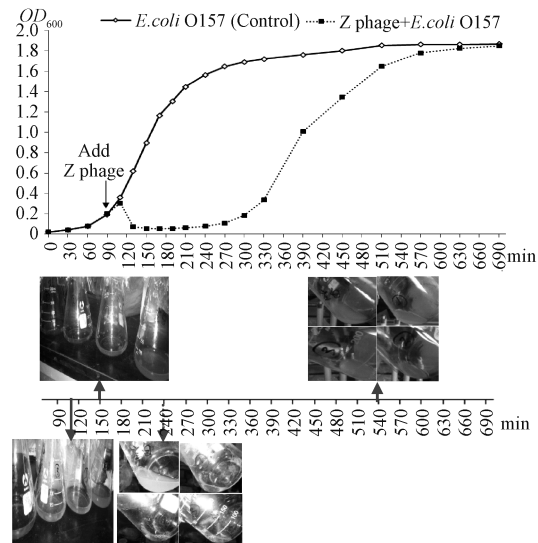 OD600
E.coli O157 (Control)
Z phage+E.coli O157
2.0
1.8
1.6
1.4
1.2
1.0
0.8
0.6
0.4
0.2
0
Add
Z phage
0 30 60 90 120 150 180 210 240 270 300 330 360 390 420 450 480 510 540 570 600 630 660 690 min
90 120 150 180 210 240 270 300 330 360 390 420 450 480 510 540 570 600 630 660 690 min